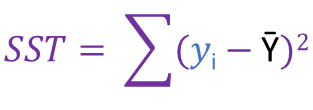 SST = ∑(yᵢ − Ȳ)²